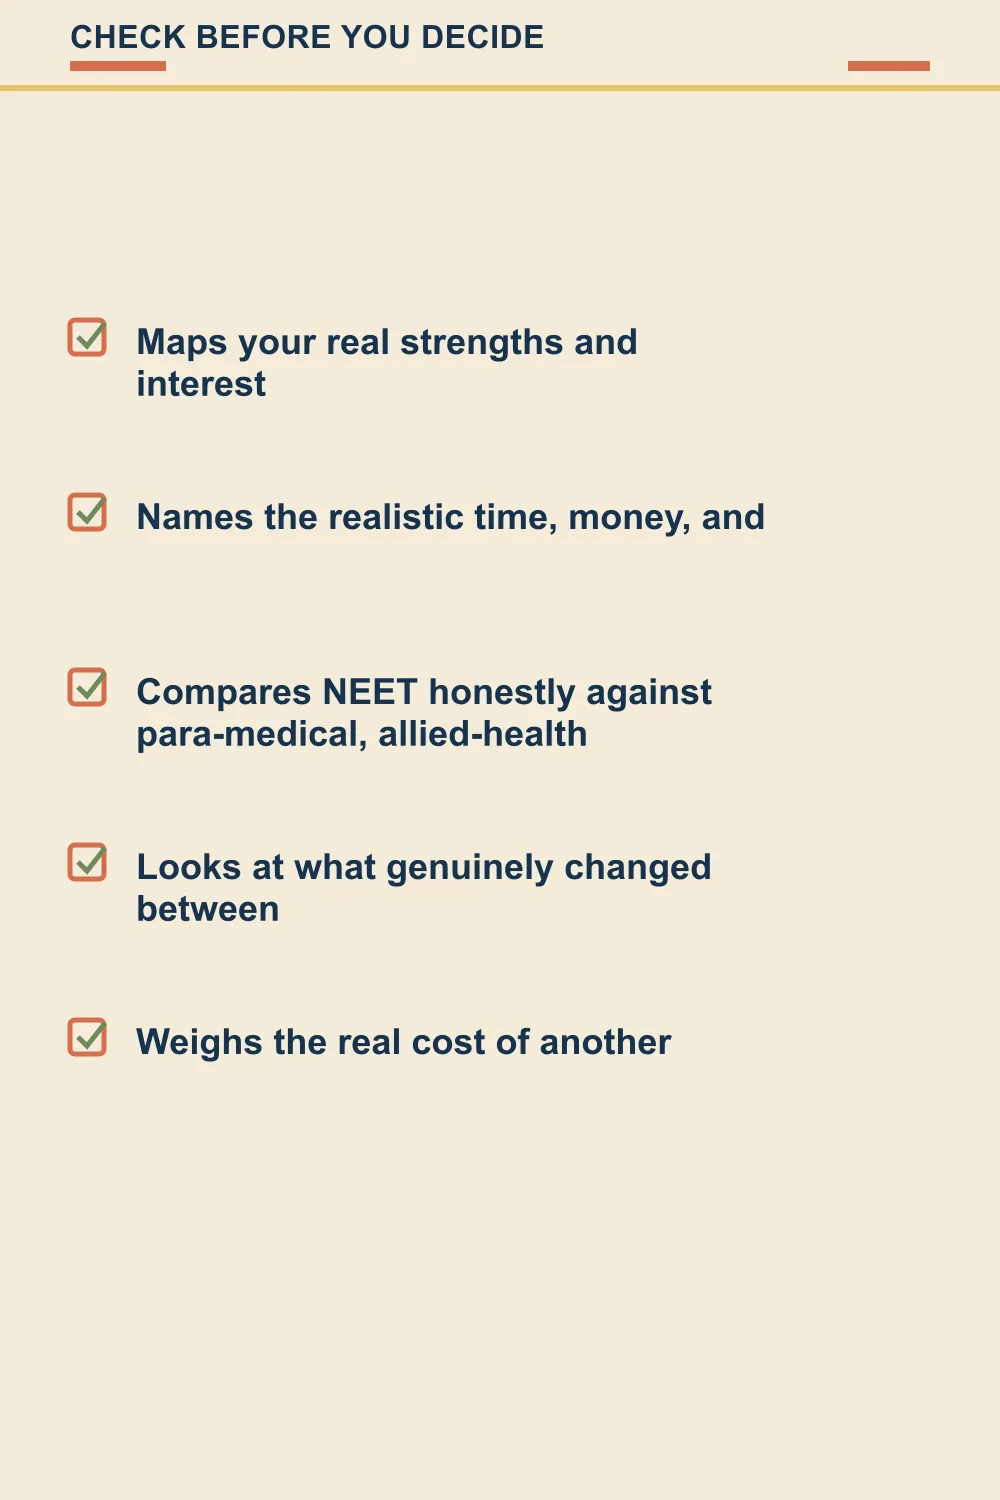 CHECK BEFORE YOU DECIDE
Maps your real strengths and
interest
Names the realistic time, money, and
Compares NEET honestly against
para-medical, allied-health
Looks at what genuinely changed
between
Weighs the real cost of another